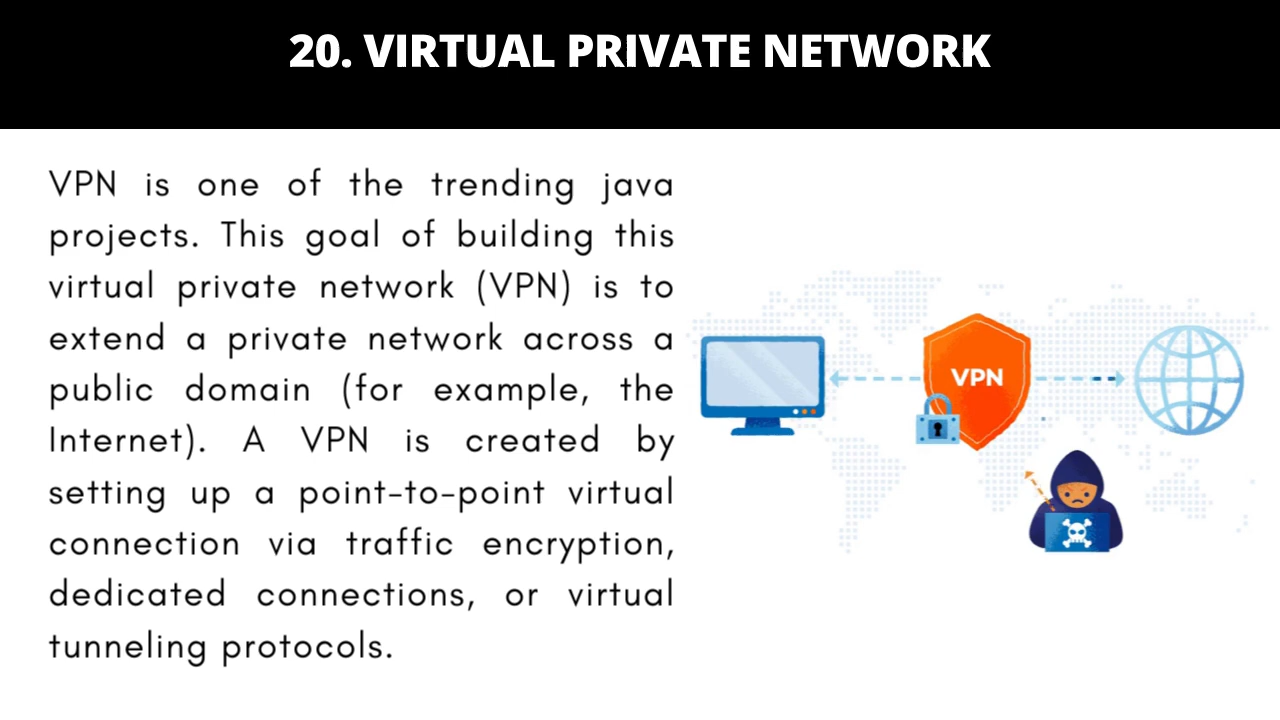 20. VIRTUAL PRIVATE NETWORK
VPN is one of the trending java
projects. This goal of building this
virtual private network (VPN) is to
extend a private network across a
public domain (for example, the
Internet). A VPN is created by
setting up a point-to-point virtual
connection via traffic encryption,
dedicated connections, or virtual
tunneling protocols.
VPN